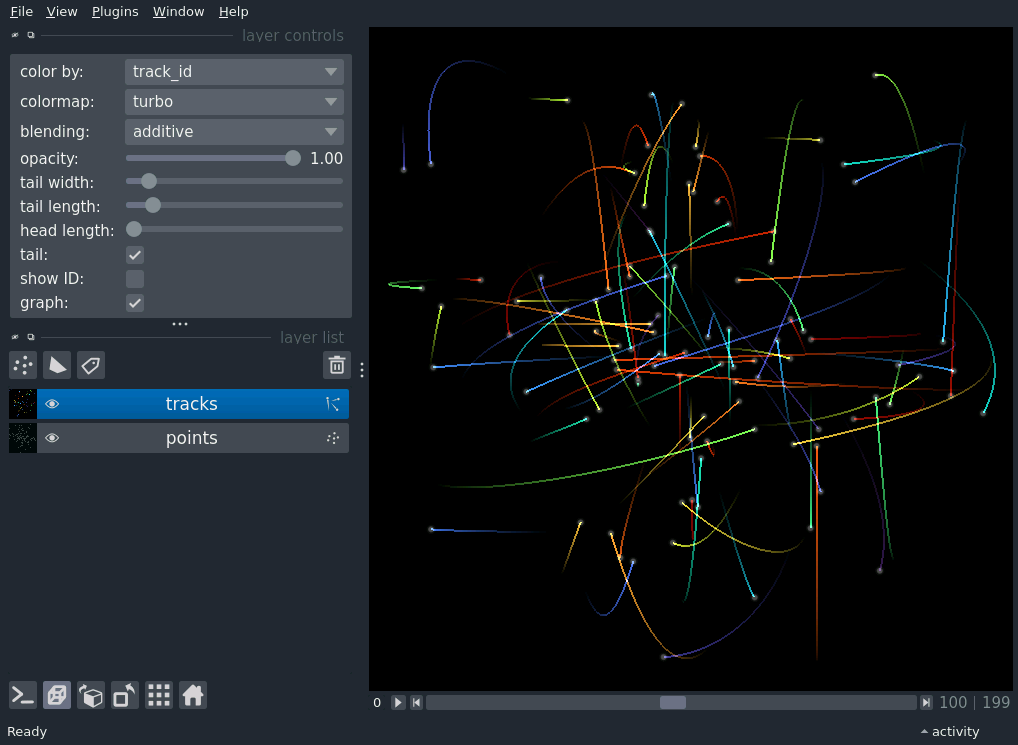 File View Plugins Window Help
layer controls
color by: track_id
colormap: turbo
blending: additive
opacity: 1.00
tail width:
tail length:
head length:
tail:
show ID:
graph:
layer list
tracks
points
0 100 | 199
Ready activity